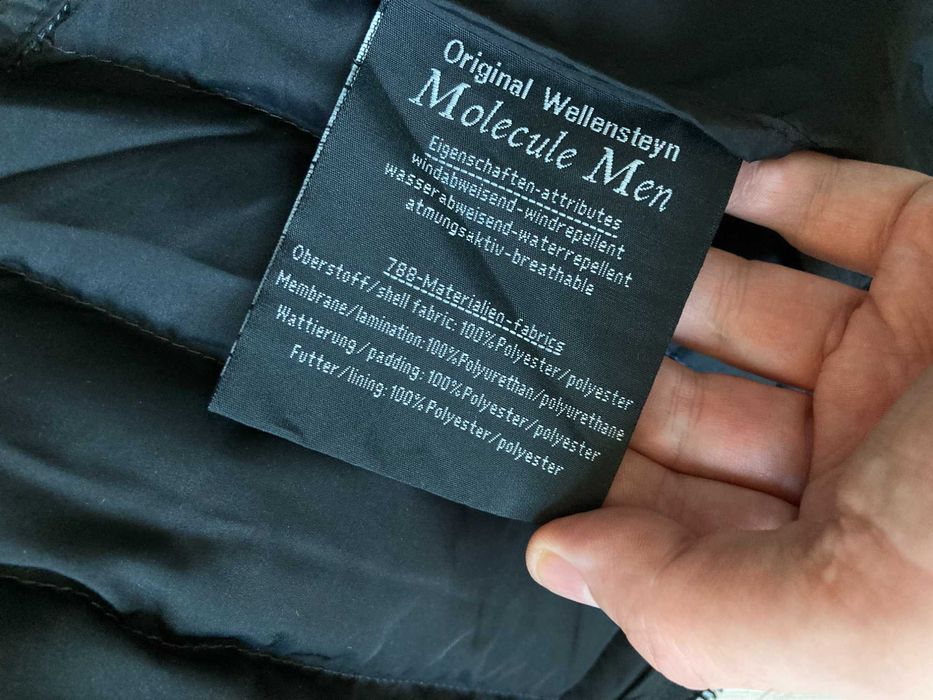 Original Wellensteyn
Molecule Men
Eigenschaften-attributes
windabweisend-windrepellent
wasserabweisend-waterrepellent
atmungsaktiv-breathable
788-Materialien-fabrics
Oberstoff/shell fabric:100%Polyester/polyester
Membrane/lamination:100%Polyurethan/polyurethane
Wattierung/padding:100%Polyester/polyester
Futter/lining:100%Polyester/polyester